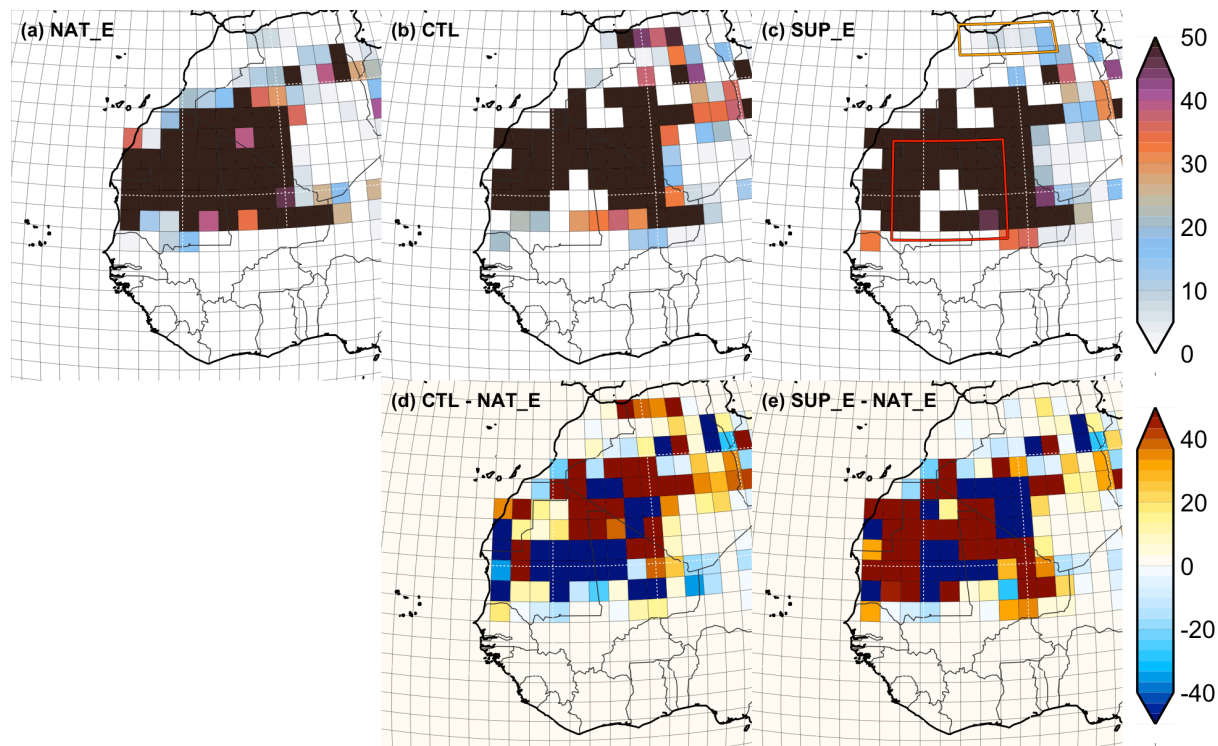 (a) NAT_E
(b) CTL
(c) SUP_E
50
40
30
20
10
0
(d) CTL - NAT_E
(e) SUP_E - NAT_E
40
20
0
-20
-40